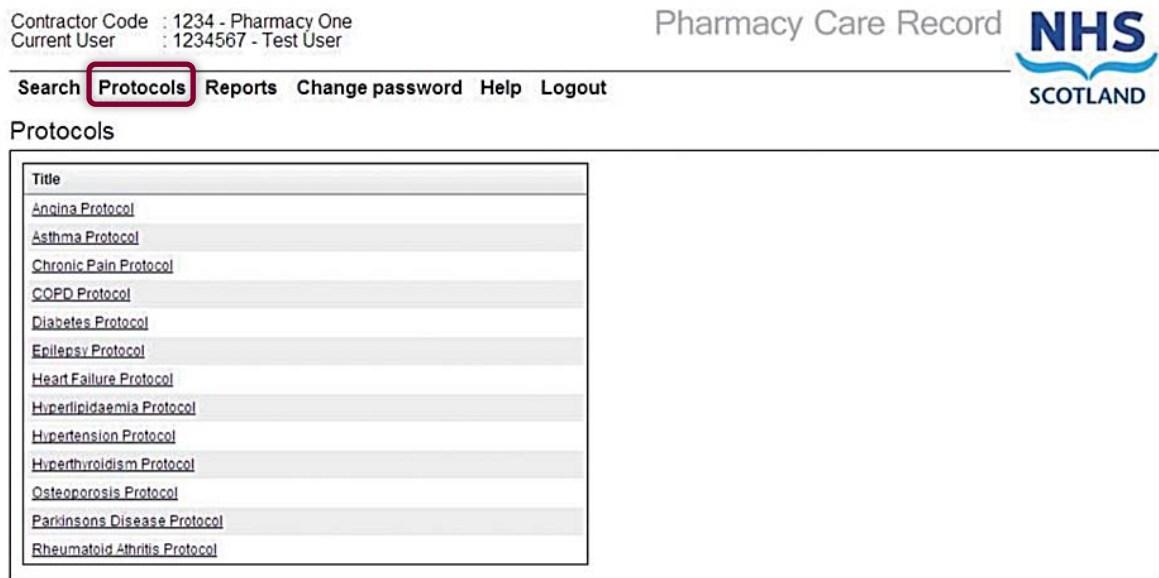 Contractor Code : 1234 - Pharmacy One
Current User : 1234567 - Test User
Pharmacy Care Record
NHS
SCOTLAND
Search Protocols Reports Change password Help Logout
Protocols
Title
Angina Protocol
Asthma Protocol
Chronic Pain Protocol
COPD Protocol
Diabetes Protocol
Epilepsy Protocol
Heart Failure Protocol
Hyperlipidaemia Protocol
Hypertension Protocol
Hyperthyroidism Protocol
Osteoporosis Protocol
Parkinsons Disease Protocol
Rheumatoid Athritis Protocol